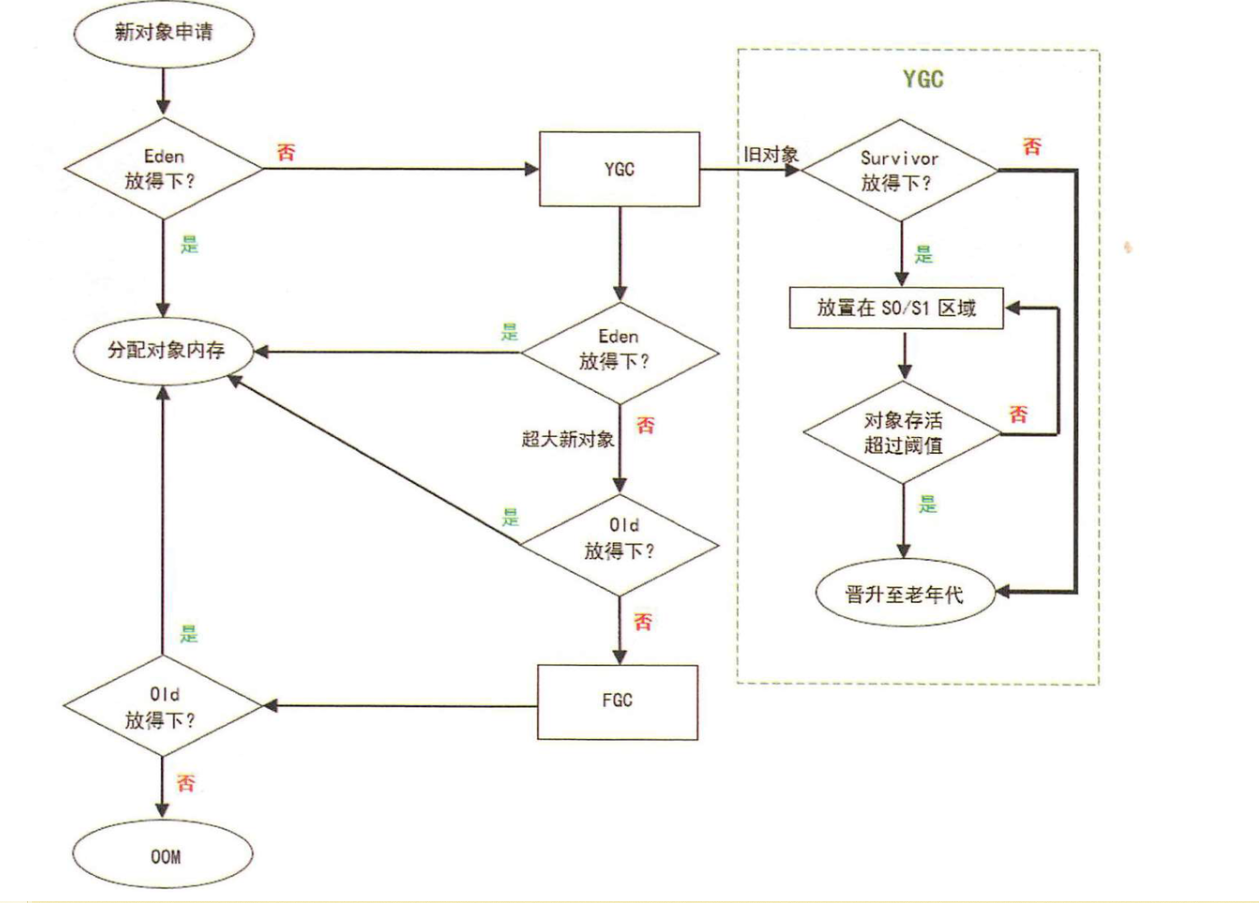 新对象申请
YGC
Eden
放得下?
否
YGC
旧对象
Survivor
放得下?
否
是
是
放置在 S0/S1 区域
分配对象内存
是
Eden
放得下?
对象存活
超过阈值
否
超大新对象
否
是
是
Old
放得下?
晋升至老年代
否
是
Old
放得下?
FGC
否
OOM